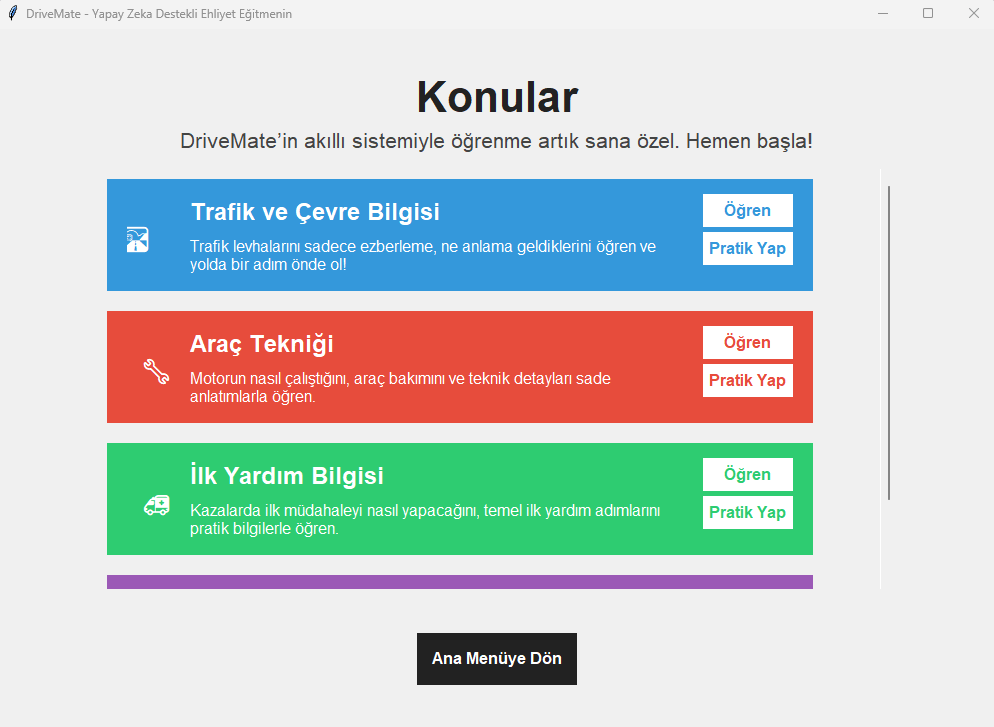 DriveMate - Yapay Zeka Destekli Ehliyet Eğitmenin
Konular
DriveMate’in akıllı sistemiyle öğrenme artık sana özel. Hemen başla!
Trafik ve Çevre Bilgisi
Trafik levhalarını sadece ezberleme, ne anlama geldiklerini öğren ve
yolda bir adım önde ol!
Öğren
Pratik Yap
Araç Tekniği
Motorun nasıl çalıştığını, araç bakımını ve teknik detayları sade
anlatımlarla öğren.
Öğren
Pratik Yap
İlk Yardım Bilgisi
Kazalarda ilk müdahaleyi nasıl yapacağını, temel ilk yardım adımlarını
pratik bilgilerle öğren.
Öğren
Pratik Yap
Ana Menüye Dön